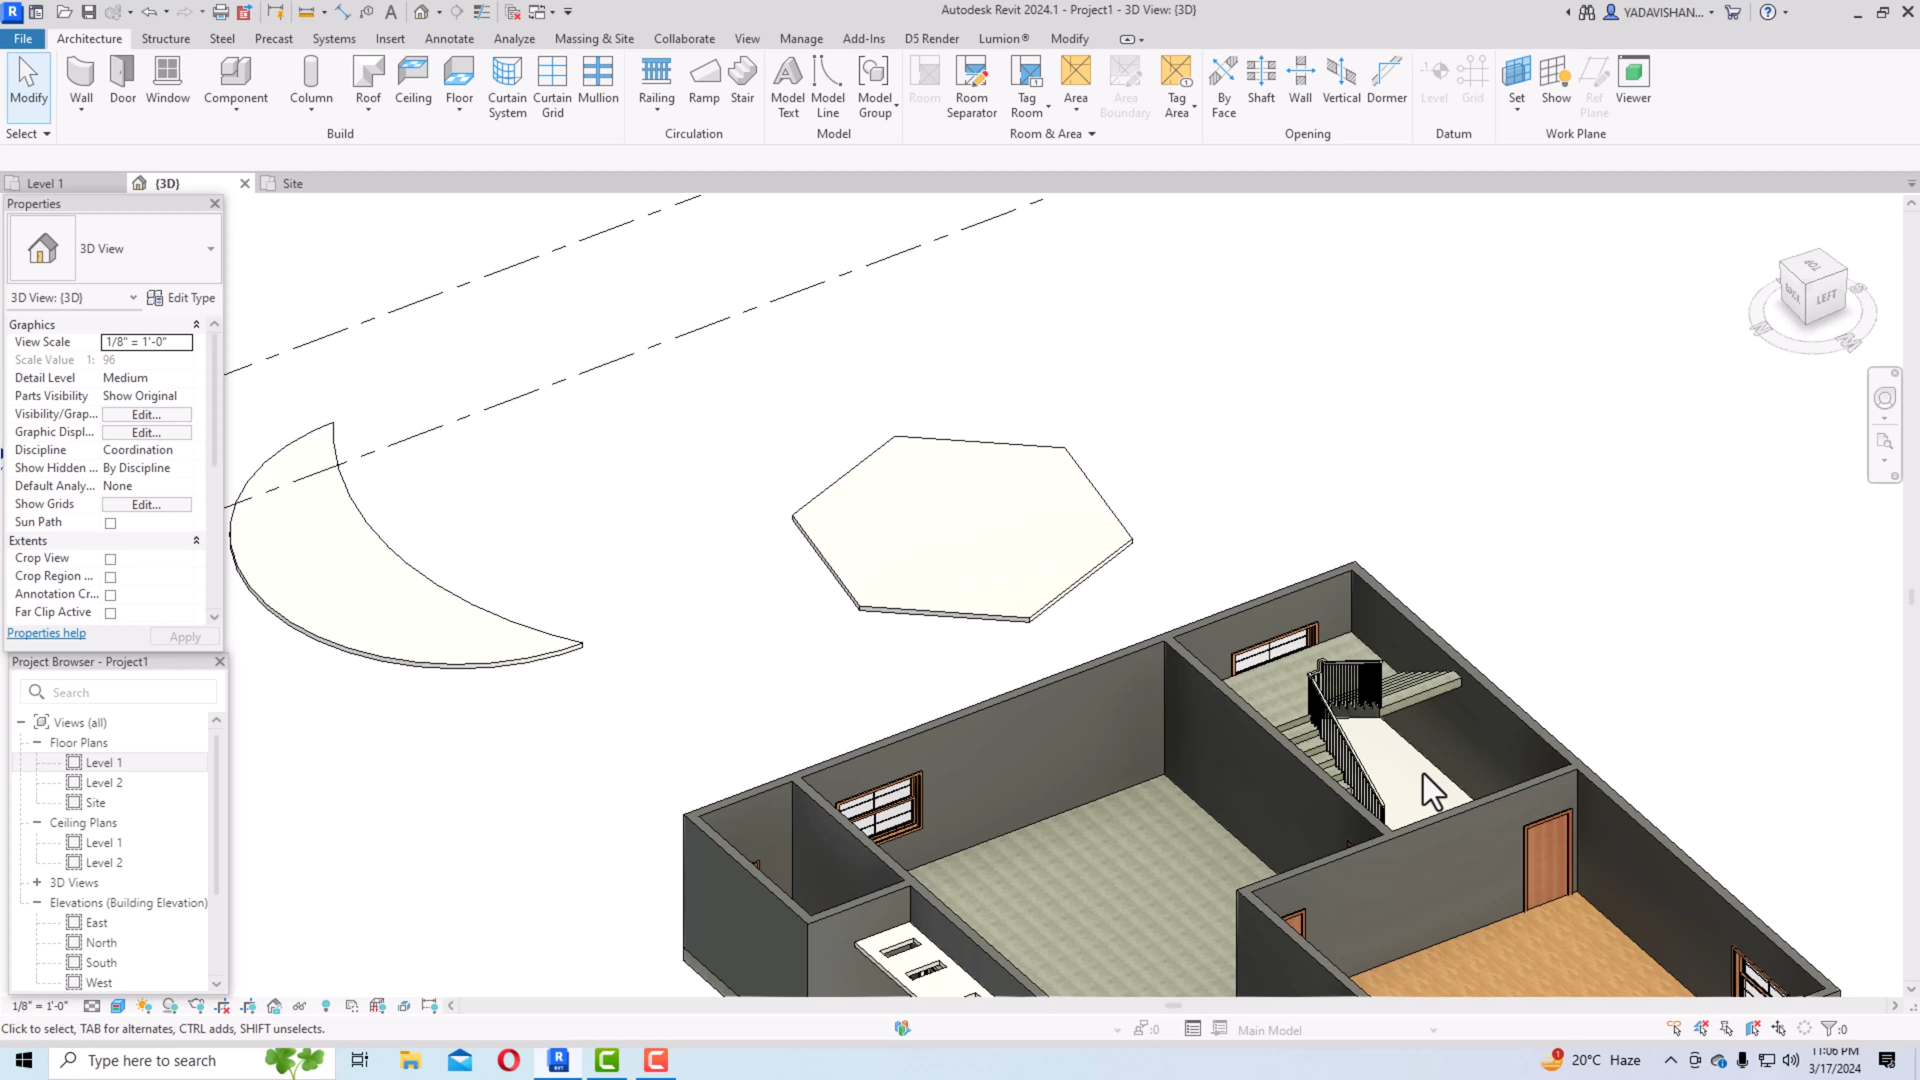 Autodesk Revit 2024.1 - Project1 - 3D View: {3D}
YADAVISHAN...
File Architecture Structure Steel Precast Systems Insert Annotate Analyze Massing & Site Collaborate View Manage Add-Ins D5 Render Lumion® Modify
Modify
Wall
Door
Window
Component
Column
Roof
Ceiling
Floor
Curtain System
Curtain Grid
Mullion
Railing
Ramp
Stair
Model Text
Model Line
Model Group
Room
Room Separator
Tag Room
Area
Area Boundary
Tag Area
By Face
Shaft
Wall
Vertical
Dormer
Level
Grid
Set
Show
Ref Plane
Viewer
Select
Build
Circulation
Model
Room & Area
Opening
Datum
Work Plane
Level 1
{3D}
Site
Properties
3D View
3D View: {3D}
Edit Type
Graphics
View Scale 1/8" = 1'-0"
Scale Value 1: 96
Detail Level Medium
Parts Visibility Show Original
Visibility/Grap... Edit...
Graphic Displ... Edit...
Discipline Coordination
Show Hidden ... By Discipline
Default Analy... None
Show Grids Edit...
Sun Path
Extents
Crop View
Crop Region ...
Annotation Cr...
Far Clip Active
Properties help
Apply
Project Browser - Project1
Search
Views (all)
Floor Plans
Level 1
Level 2
Site
Ceiling Plans
Level 1
Level 2
3D Views
Elevations (Building Elevation)
East
North
South
West
TOP
BACK
LEFT
1/8" = 1'-0"
Click to select, TAB for alternates, CTRL adds, SHIFT unselects.
:0
Main Model
:0
Type here to search
20°C Haze
11:06 PM
3/17/2024